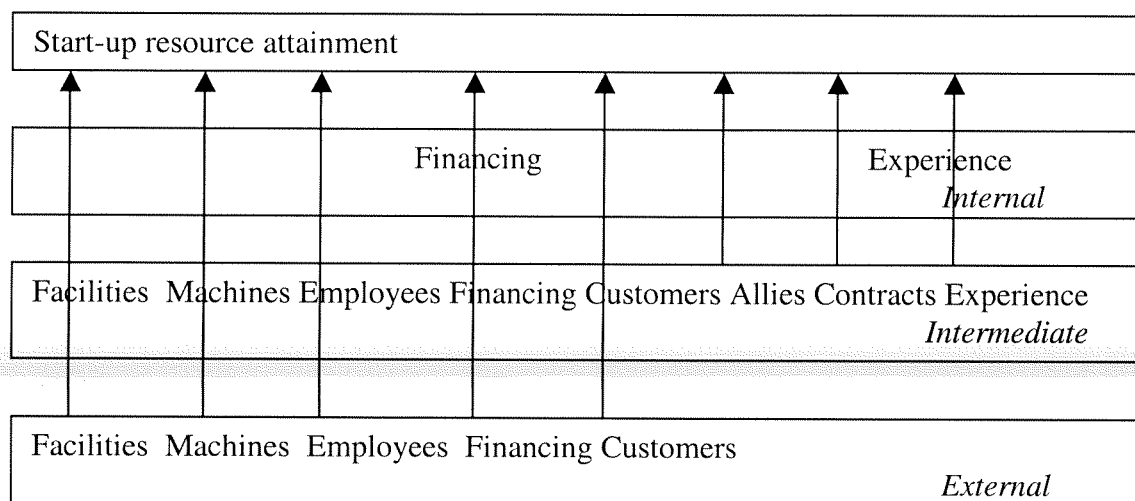 Start-up resource attainment
Financing Experience
Internal
Facilities Machines Employees Financing Customers Allies Contracts Experience
Intermediate
Facilities Machines Employees Financing Customers
External